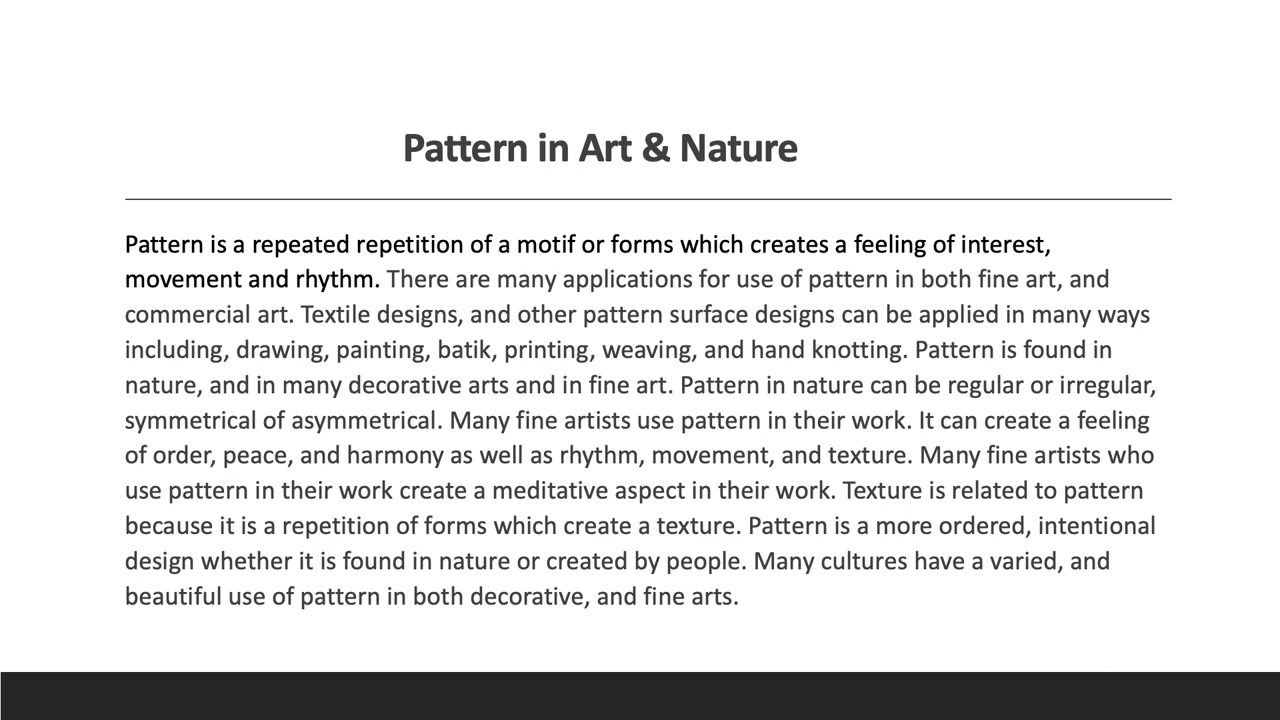 Pattern in Art & Nature
Pattern is a repeated repetition of a motif or forms which creates a feeling of interest,
movement and rhythm. There are many applications for use of pattern in both fine art, and
commercial art. Textile designs, and other pattern surface designs can be applied in many ways
including, drawing, painting, batik, printing, weaving, and hand knotting. Pattern is found in
nature, and in many decorative arts and in fine art. Pattern in nature can be regular or irregular,
symmetrical of asymmetrical. Many fine artists use pattern in their work. It can create a feeling
of order, peace, and harmony as well as rhythm, movement, and texture. Many fine artists who
use pattern in their work create a meditative aspect in their work. Texture is related to pattern
because it is a repetition of forms which create a texture. Pattern is a more ordered, intentional
design whether it is found in nature or created by people. Many cultures have a varied, and
beautiful use of pattern in both decorative, and fine arts.